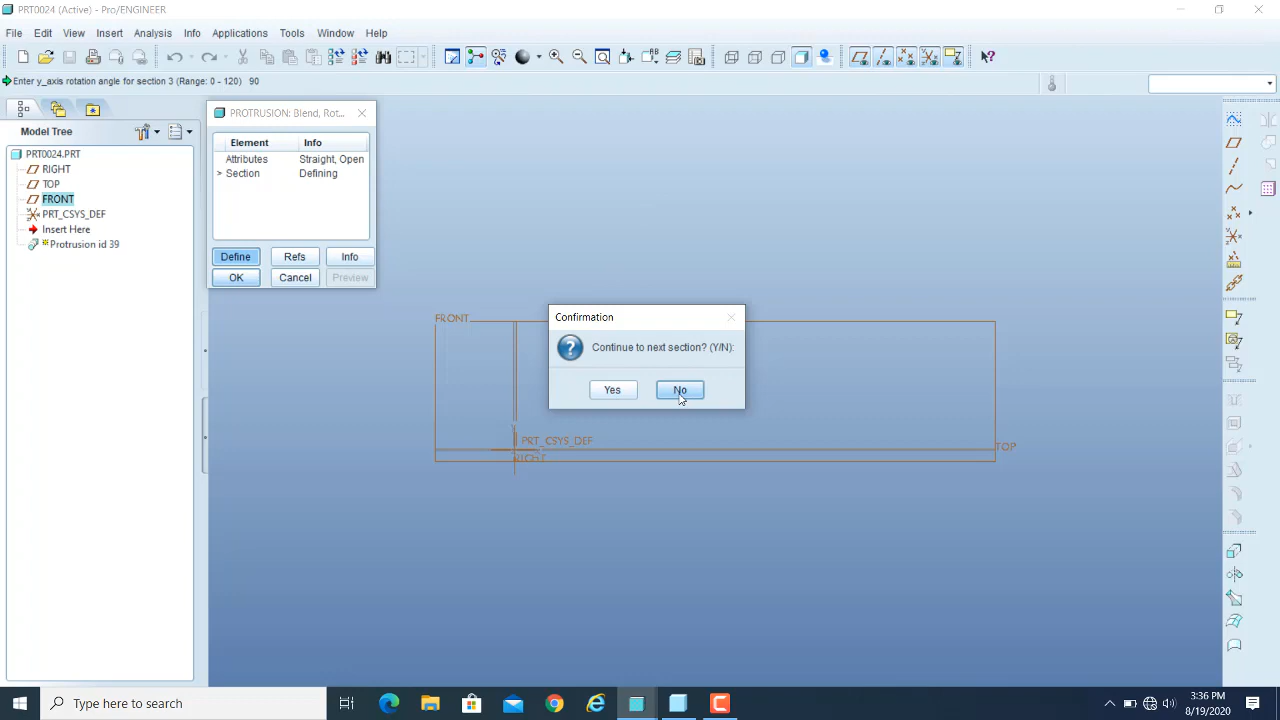 PRT0024 (Active) - Pro/ENGINEER
File Edit View Insert Analysis Info Applications Tools Window Help
Enter y_axis rotation angle for section 3 (Range: 0 - 120) 90
Model Tree
PRT0024.PRT
RIGHT
TOP
FRONT
PRT_CSYS_DEF
Insert Here
Protrusion id 39
PROTRUSION: Blend, Rot...
Element Info
Attributes Straight, Open
> Section Defining
Define Refs Info
OK Cancel Preview
FRONT
Confirmation
Continue to next section? (Y/N):
Yes No
PRT_CSYS_DEF
TOP
RIGHT
Type here to search
3:36 PM
8/19/2020